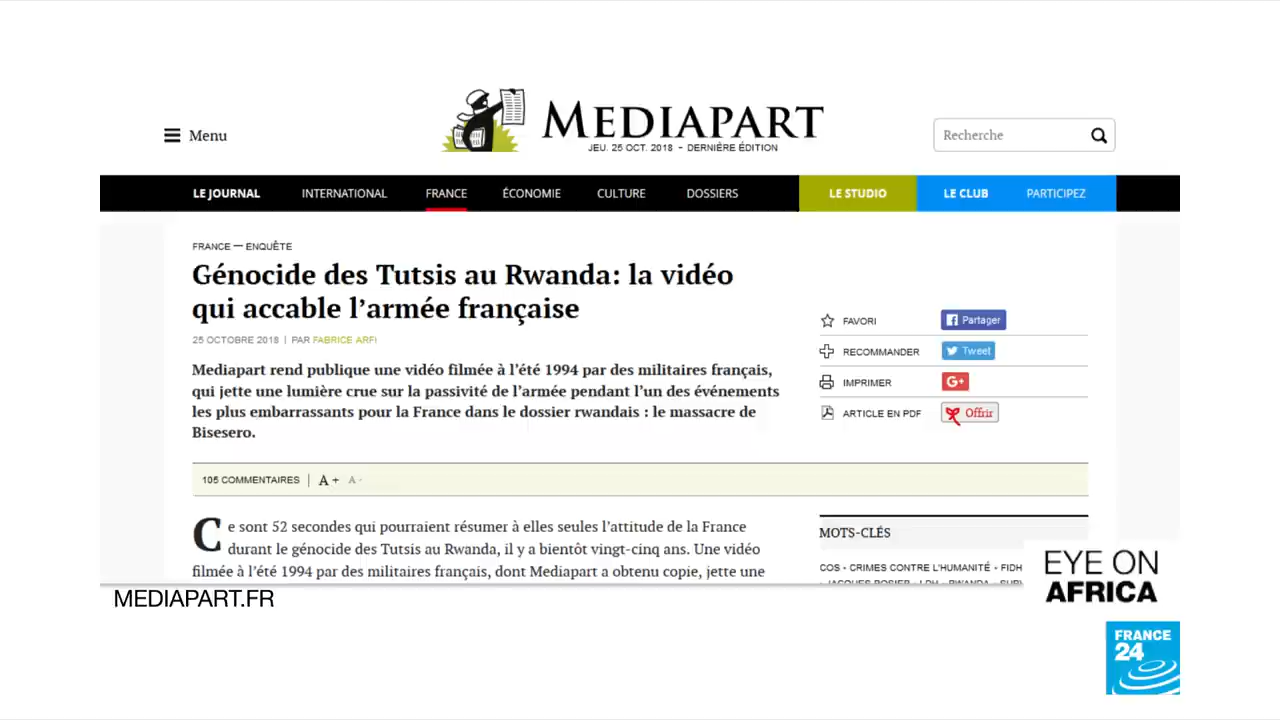 Menu
MEDIAPART
JEU. 25 OCT. 2018 - DERNIÈRE ÉDITION
Recherche
LE JOURNAL INTERNATIONAL FRANCE ÉCONOMIE CULTURE DOSSIERS LE STUDIO LE CLUB PARTICIPEZ
FRANCE — ENQUÊTE
Génocide des Tutsis au Rwanda: la vidéo
qui accable l’armée française
25 OCTOBRE 2018 | PAR FABRICE ARFI
Mediapart rend publique une vidéo filmée à l’été 1994 par des militaires français,
qui jette une lumière crue sur la passivité de l’armée pendant l’un des événements
les plus embarrassants pour la France dans le dossier rwandais : le massacre de
Bisesero.
FAVORI Partager
RECOMMANDER Tweet
IMPRIMER G+
ARTICLE EN PDF Offrir
105 COMMENTAIRES | A + A -
Ce sont 52 secondes qui pourraient résumer à elles seules l’attitude de la France
durant le génocide des Tutsis au Rwanda, il y a bientôt vingt-cinq ans. Une vidéo
filmée à l’été 1994 par des militaires français, dont Mediapart a obtenu copie, jette une
MOTS-CLÉS
COS - CRIMES CONTRE L'HUMANITÉ - FIDH
- JACQUES ROSIER - LDH - RWANDA
MEDIAPART.FR
EYE ON
AFRICA
FRANCE
24